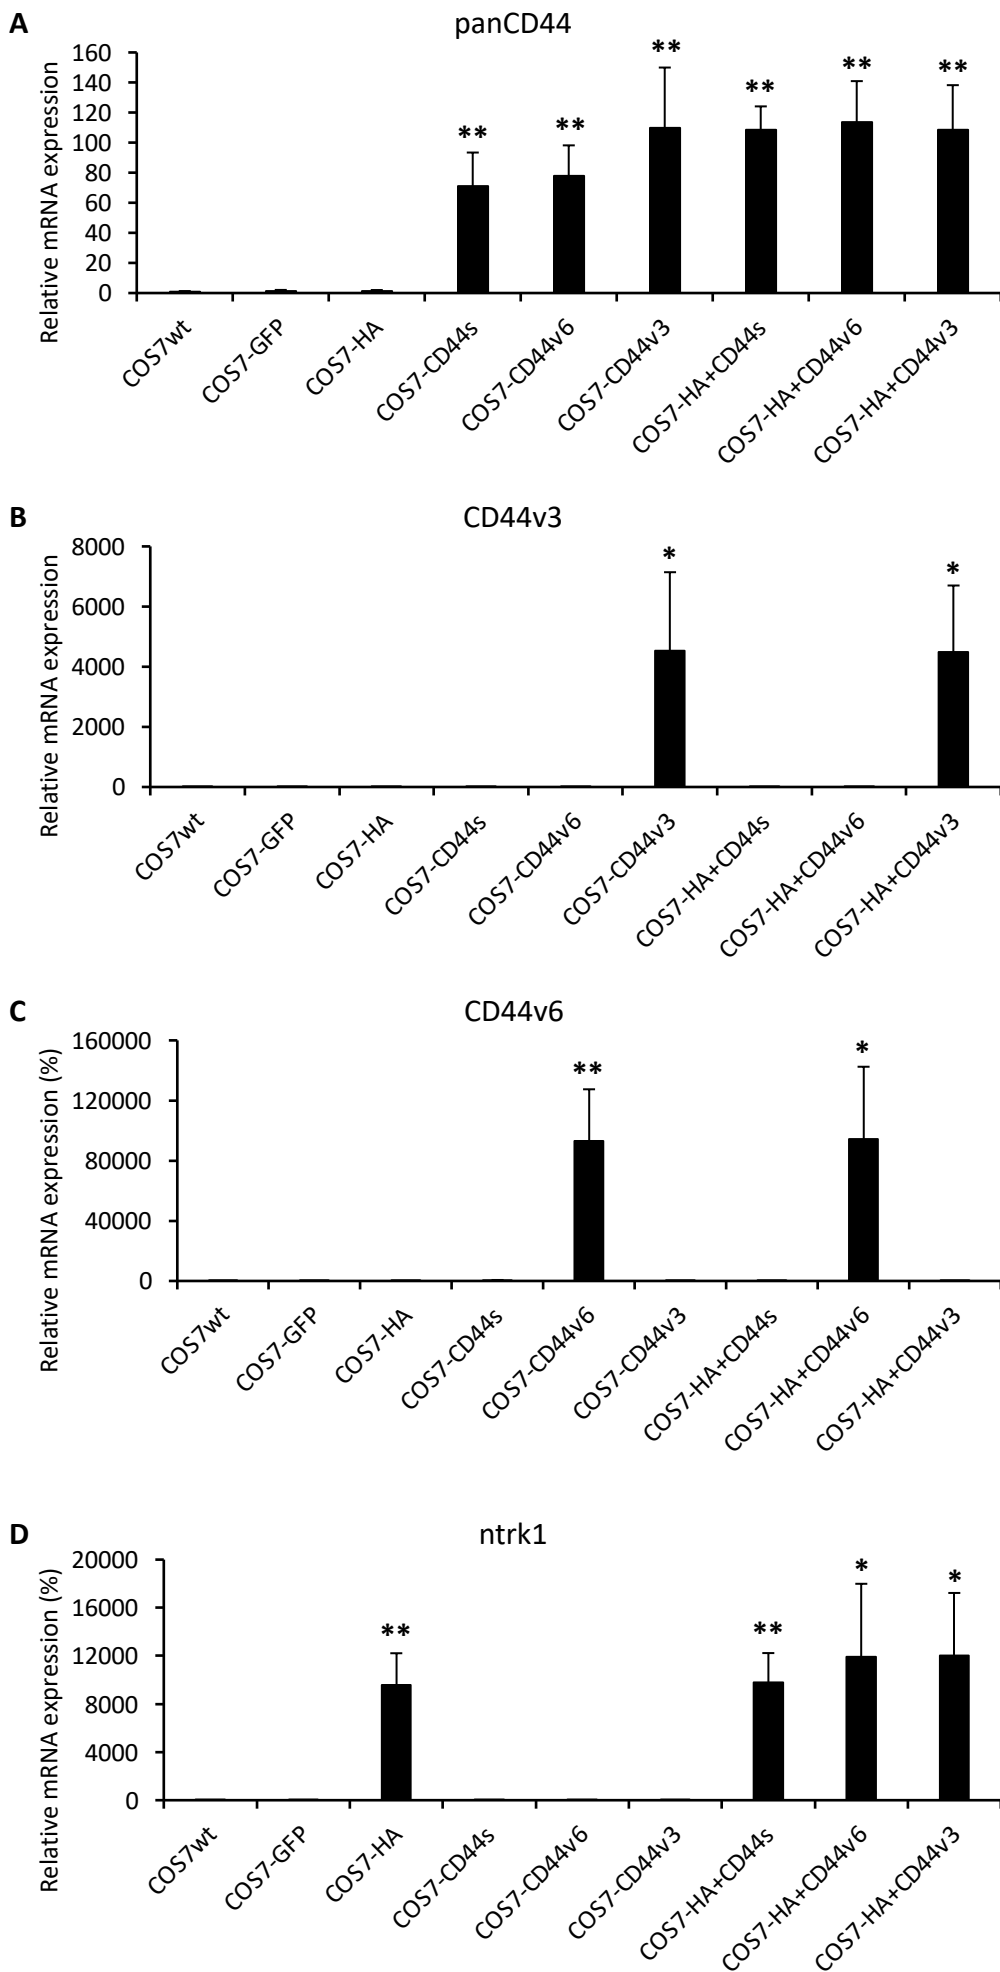 A
panCD44
Relative mRNA expression
160
140
120
100
80
60
40
20
0
** ** ** ** ** **
COS7wt
COS7-GFP
COS7-HA
COS7-CD44s
COS7-CD44v6
COS7-CD44v3
COS7-HA+CD44s
COS7-HA+CD44v6
COS7-HA+CD44v3
B
CD44v3
Relative mRNA expression
8000
6000
4000
2000
0
* *
COS7wt
COS7-GFP
COS7-HA
COS7-CD44s
COS7-CD44v6
COS7-CD44v3
COS7-HA+CD44s
COS7-HA+CD44v6
COS7-HA+CD44v3
C
CD44v6
Relative mRNA expression (%)
160000
120000
80000
40000
0
** *
COS7wt
COS7-GFP
COS7-HA
COS7-CD44s
COS7-CD44v6
COS7-CD44v3
COS7-HA+CD44s
COS7-HA+CD44v6
COS7-HA+CD44v3
D
ntrk1
Relative mRNA expression (%)
20000
16000
12000
8000
4000
0
** ** * *
COS7wt
COS7-GFP
COS7-HA
COS7-CD44s
COS7-CD44v6
COS7-CD44v3
COS7-HA+CD44s
COS7-HA+CD44v6
COS7-HA+CD44v3